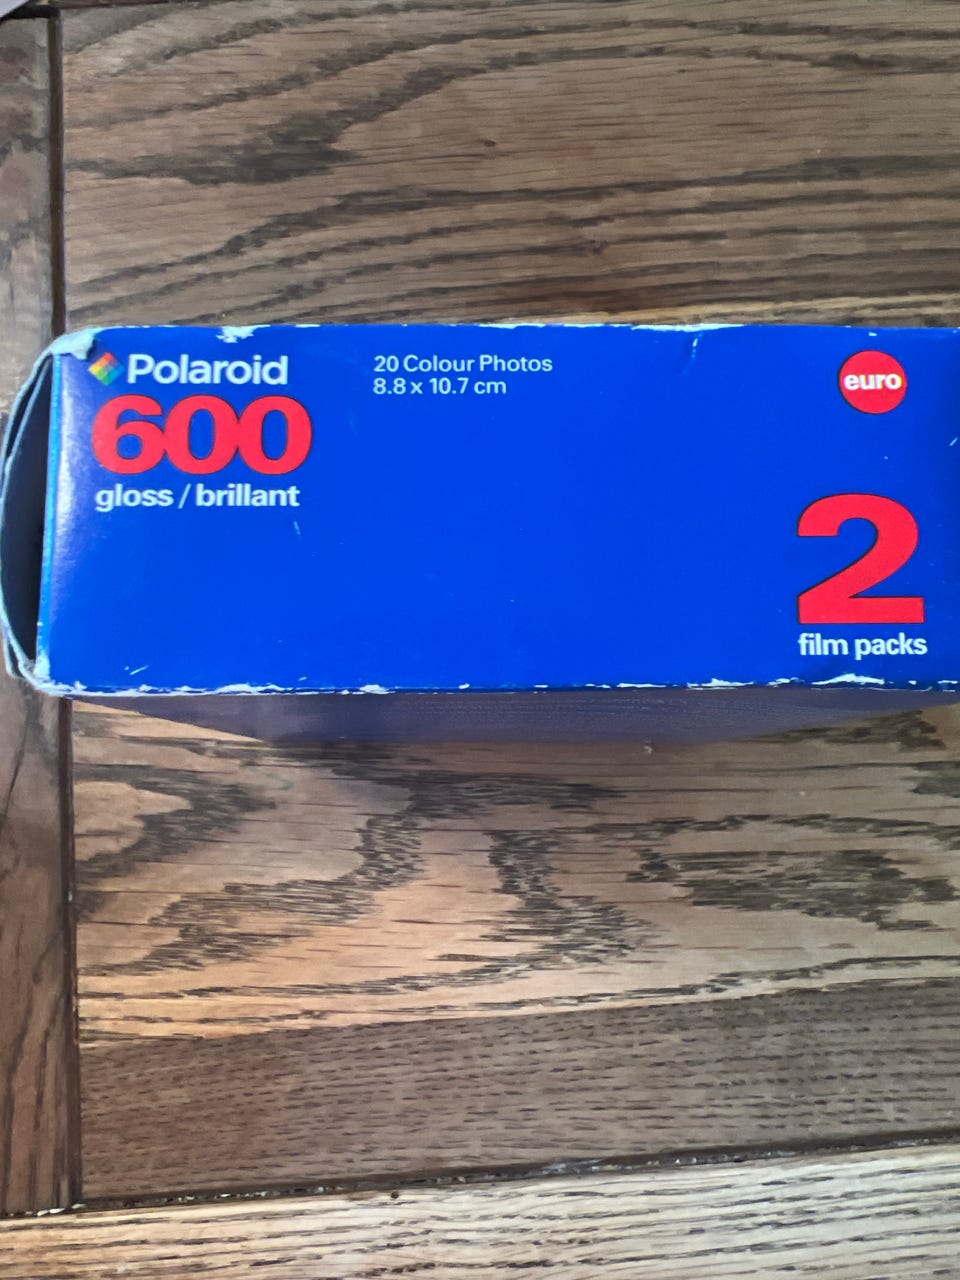 Polaroid
600
gloss / brillant
20 Colour Photos
8.8 x 10.7 cm
euro
2
film packs